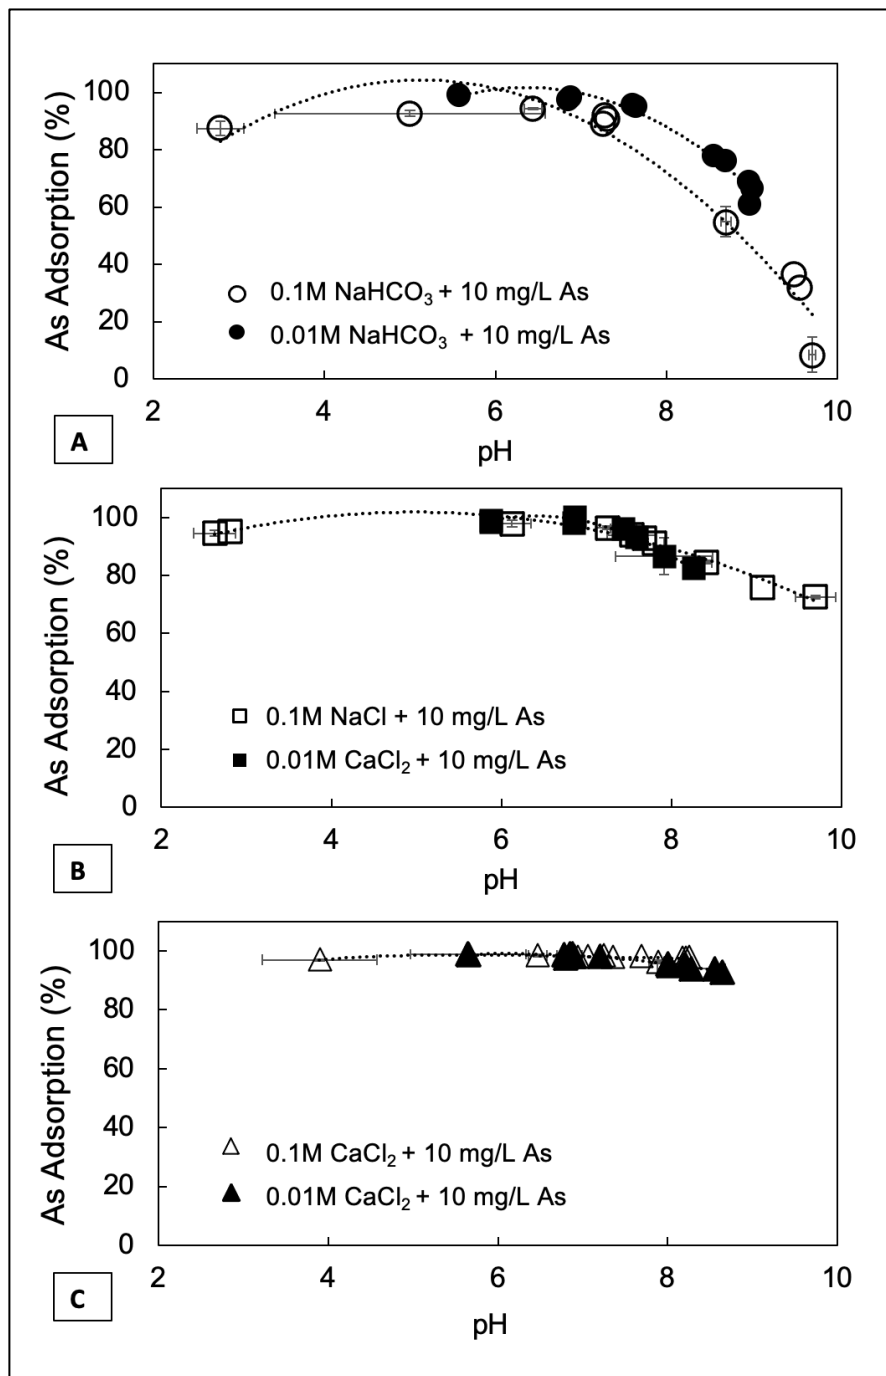 As Adsorption (%)
100
80
60
40
20
0
0.1M NaHCO₃ + 10 mg/L As
0.01M NaHCO₃ + 10 mg/L As
2 4 6 8 10
pH
A
As Adsorption (%)
100
80
60
40
20
0
0.1M NaCl + 10 mg/L As
0.01M CaCl₂ + 10 mg/L As
2 4 6 8 10
pH
B
As Adsorption (%)
100
80
60
40
20
0
0.1M CaCl₂ + 10 mg/L As
0.01M CaCl₂ + 10 mg/L As
2 4 6 8 10
pH
C